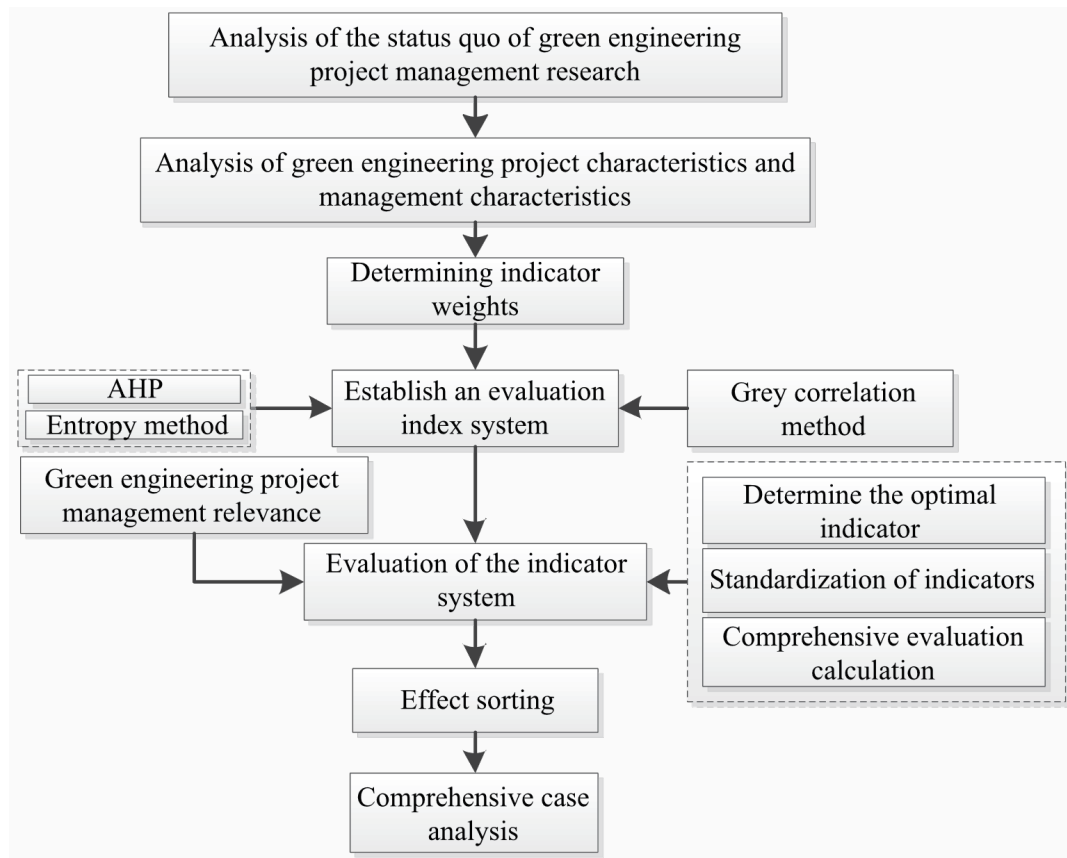 Analysis of the status quo of green engineering
project management research
Analysis of green engineering project characteristics and
management characteristics
Determining indicator
weights
AHP
Entropy method
Establish an evaluation
index system
Grey correlation
method
Green engineering project
management relevance
Determine the optimal
indicator
Standardization of indicators
Comprehensive evaluation
calculation
Evaluation of the indicator
system
Effect sorting
Comprehensive case
analysis